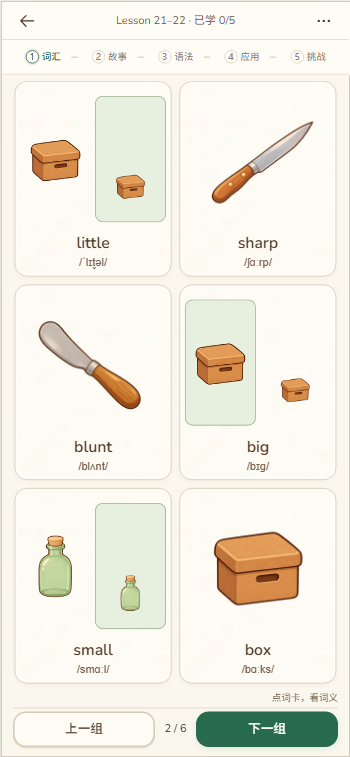 Lesson 21–22 · 已学 0/5
1 词汇 – 2 故事 – 3 语法 – 4 应用 – 5 挑战
little
/ˈlɪt̬əl/
sharp
/ʃɑːrp/
blunt
/blʌnt/
big
/bɪɡ/
small
/smɑːl/
box
/bɑːks/
点词卡，看词义
上一组
2 / 6
下一组